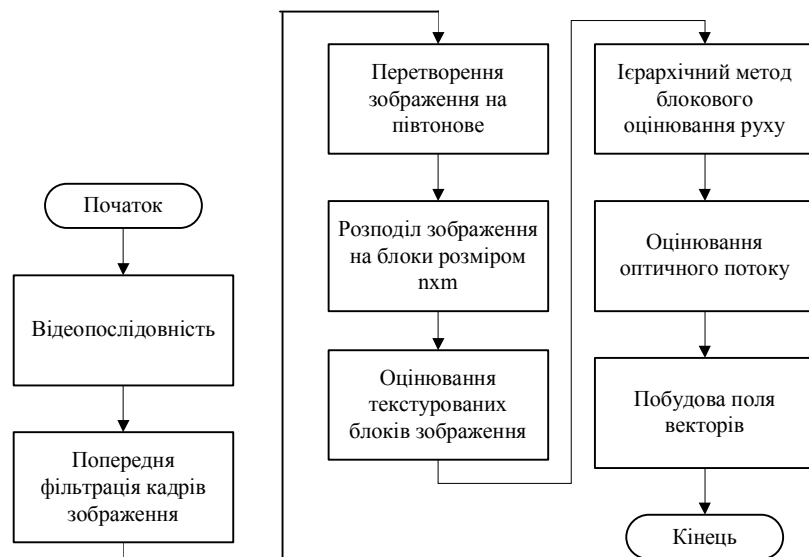 Початок
Відеопослідовність
Попередня
фільтрація кадрів
зображення
Перетворення
зображення на
півтонове
Розподіл зображення
на блоки розміром
nxm
Оцінювання
текстурованих
блоків зображення
Ієрархічний метод
блокового
оцінювання руху
Оцінювання
оптичного потоку
Побудова поля
векторів
Кінець